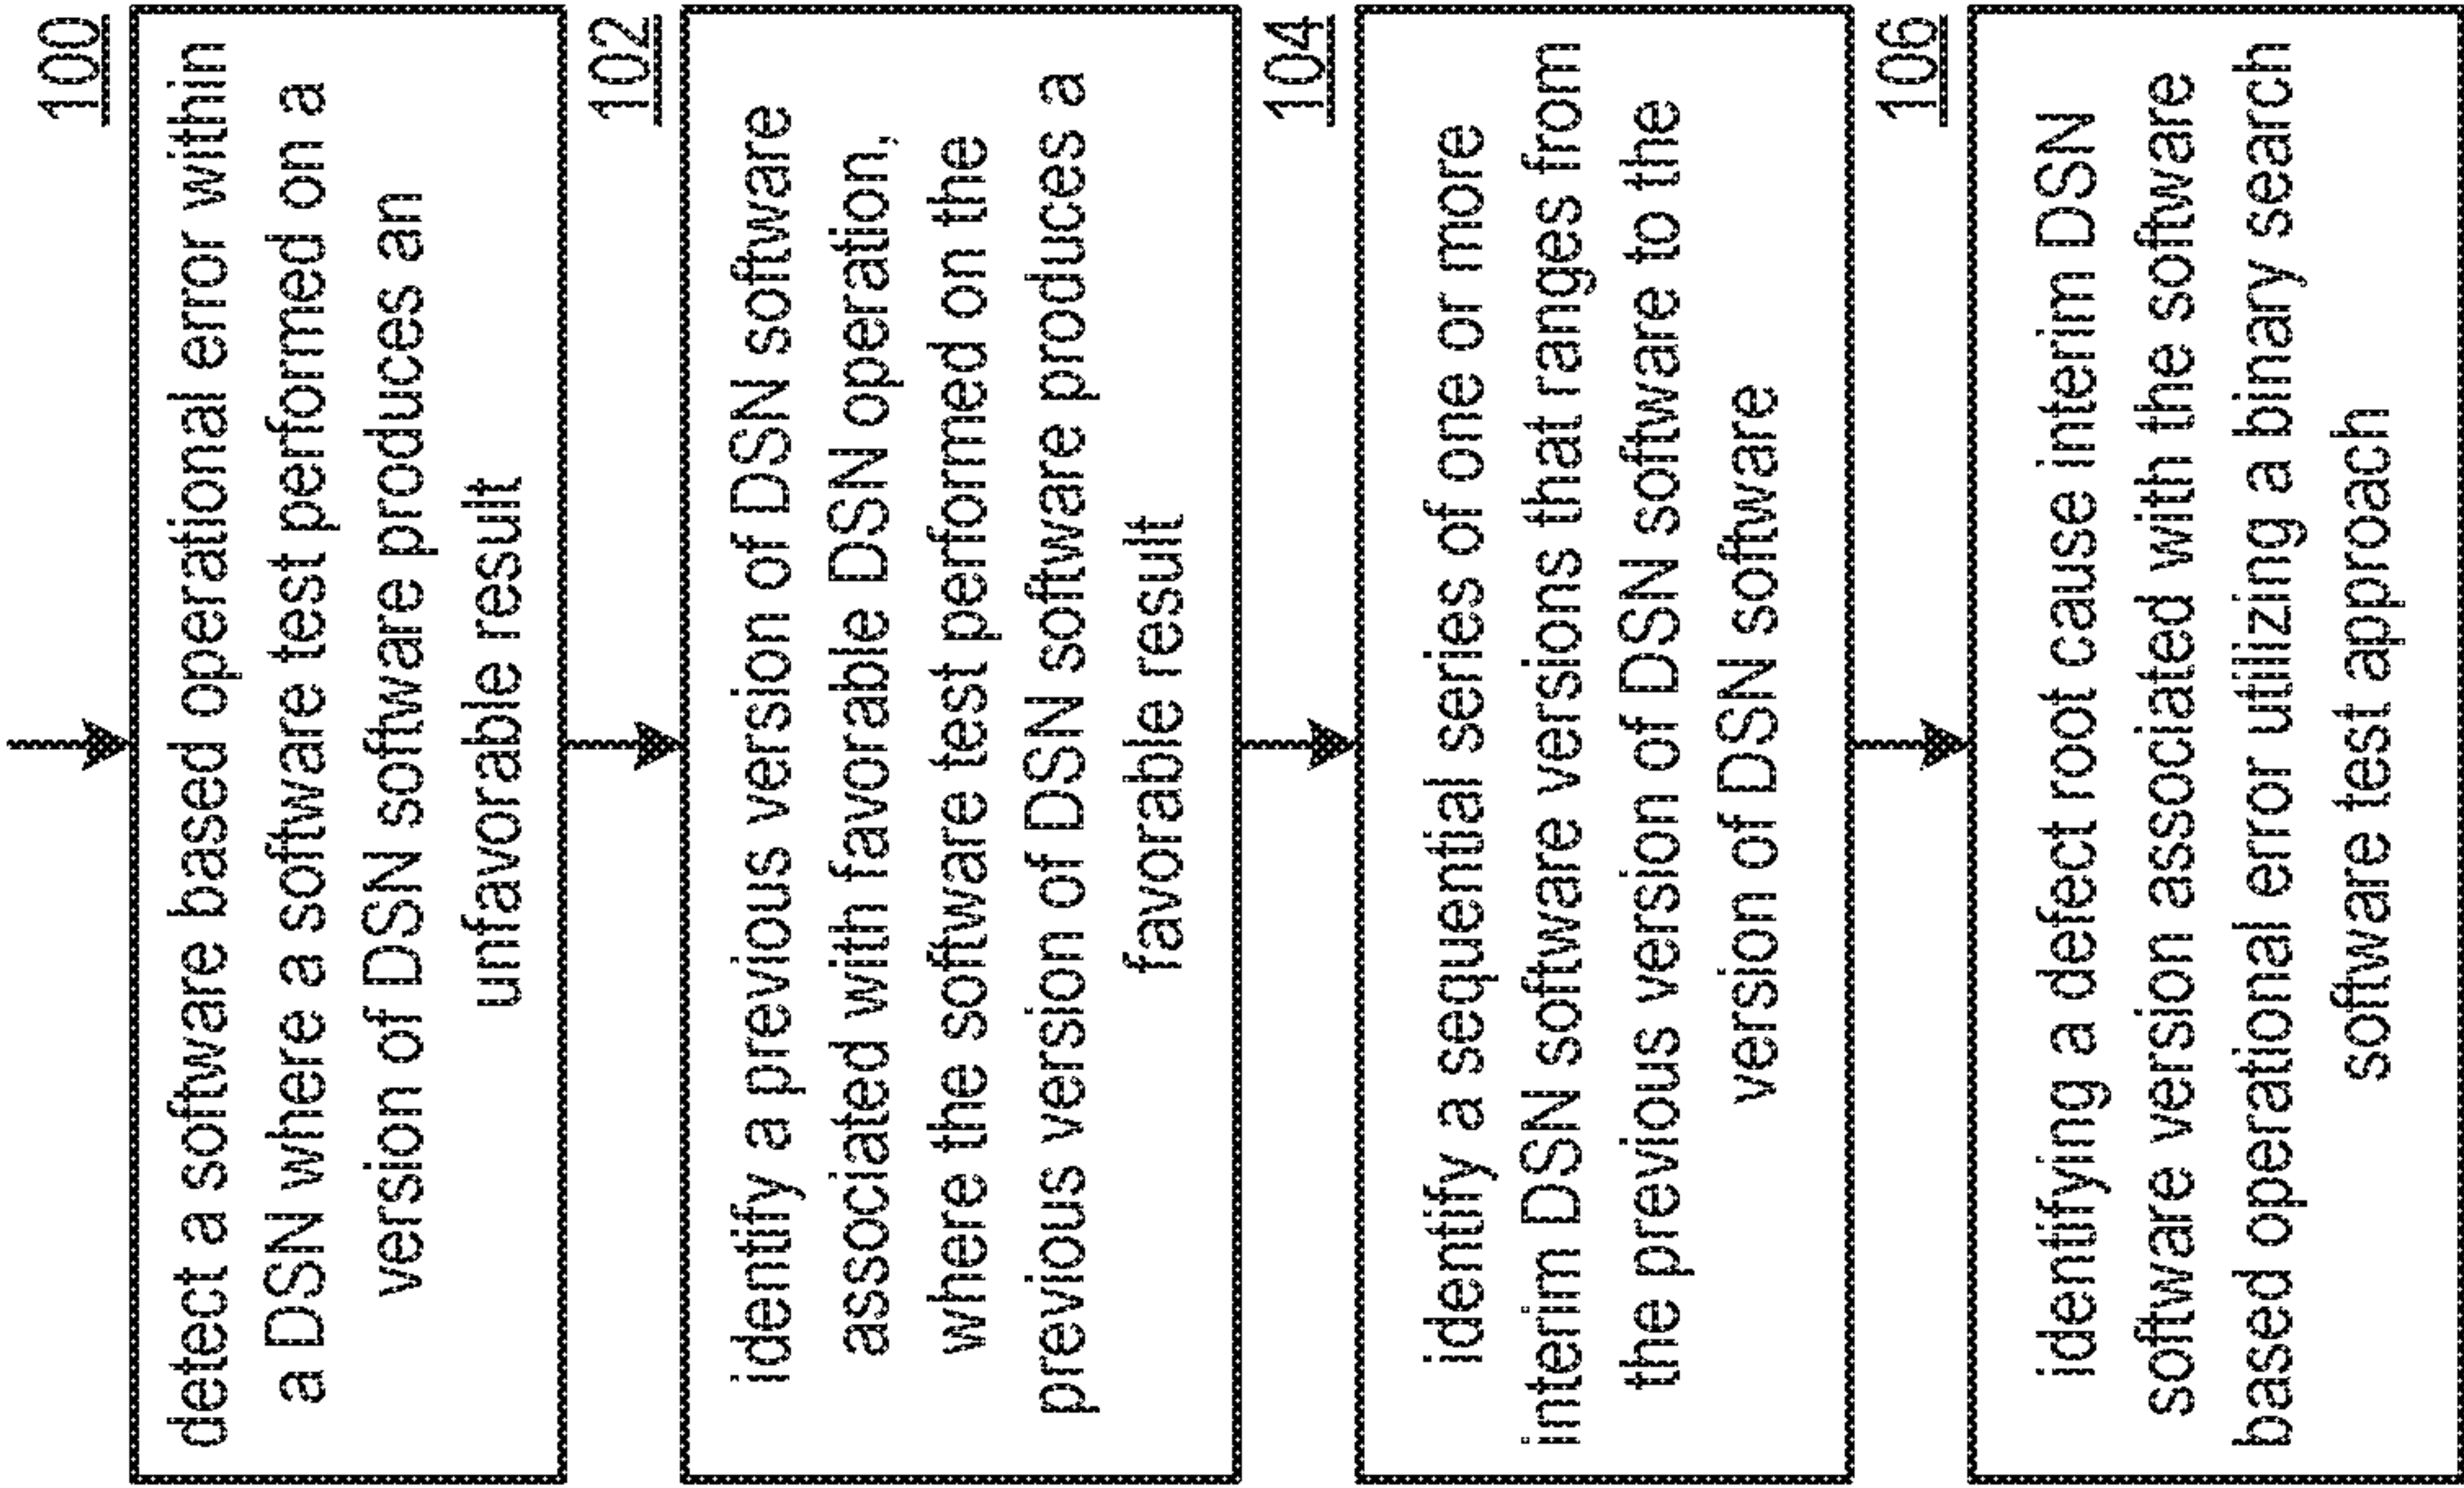 100
detect a software based operational error within
a DSN where a software test performed on a
version of DSN software produces an
unfavorable result
102
identify a previous version of DSN software
associated with favorable DSN operation,
where the software test performed on the
previous version of DSN software produces a
favorable result
104
identify a sequential series of one or more
interim DSN software versions that ranges from
the previous version of DSN software to the
version of DSN software
106
identifying a defect root cause interim DSN
software version associated with the software
based operational error utilizing a binary search
software test approach